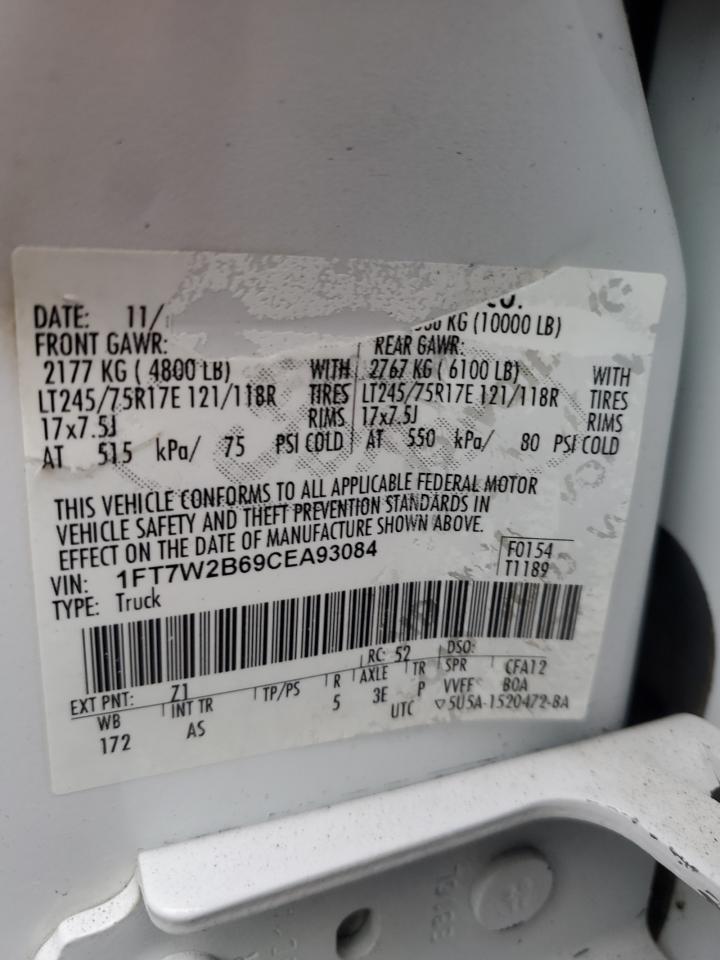 DATE: 11/
KG (10000 LB)
FRONT GAWR: REAR GAWR:
2177 KG ( 4800 LB) WITH 2767 KG ( 6100 LB) WITH
LT245/75R17E 121/118R TIRES LT245/75R17E 121/118R TIRES
17x7.5J RIMS 17x7.5J RIMS
AT 515 kPa/ 75 PSI COLD AT 550 kPa/ 80 PSI COLD
THIS VEHICLE CONFORMS TO ALL APPLICABLE FEDERAL MOTOR
VEHICLE SAFETY AND THEFT PREVENTION STANDARDS IN
EFFECT ON THE DATE OF MANUFACTURE SHOWN ABOVE.
VIN: 1FT7W2B69CEA93084 F0154
TYPE: Truck T1189
EXT PNT: Z1 RC: 52 DSO:
WB INT TR TP/PS R AXLE TR SPR CFA12
172 AS 5 3E P VVFF BOA
UTC ▽5U5A-1520472-BA